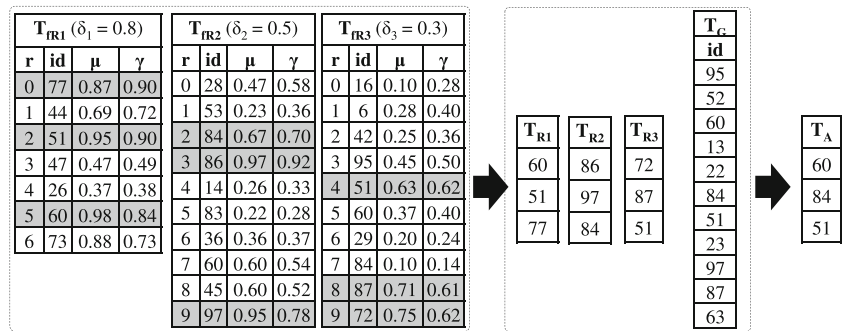 T_fR1 (δ1 = 0.8) T_fR2 (δ2 = 0.5) T_fR3 (δ3 = 0.3) T_G
r id μ γ r id μ γ r id μ γ id
0 77 0.87 0.90 0 28 0.47 0.58 0 16 0.10 0.28 95
1 44 0.69 0.72 1 53 0.23 0.36 1 6 0.28 0.40 52
2 51 0.95 0.90 2 84 0.67 0.70 2 42 0.25 0.36 60
3 47 0.47 0.49 3 86 0.97 0.92 3 95 0.45 0.50 T_R1 T_R2 T_R3 13 T_A
4 26 0.37 0.38 4 14 0.26 0.33 4 51 0.63 0.62 60 86 72 22 60
5 60 0.98 0.84 5 83 0.22 0.28 5 60 0.37 0.40 51 97 87 84 84
6 73 0.88 0.73 6 36 0.36 0.37 6 29 0.20 0.24 77 84 51 51 51
7 60 0.60 0.54 7 84 0.10 0.14 23
8 45 0.60 0.52 8 87 0.71 0.61 97
9 97 0.95 0.78 9 72 0.75 0.62 87
63